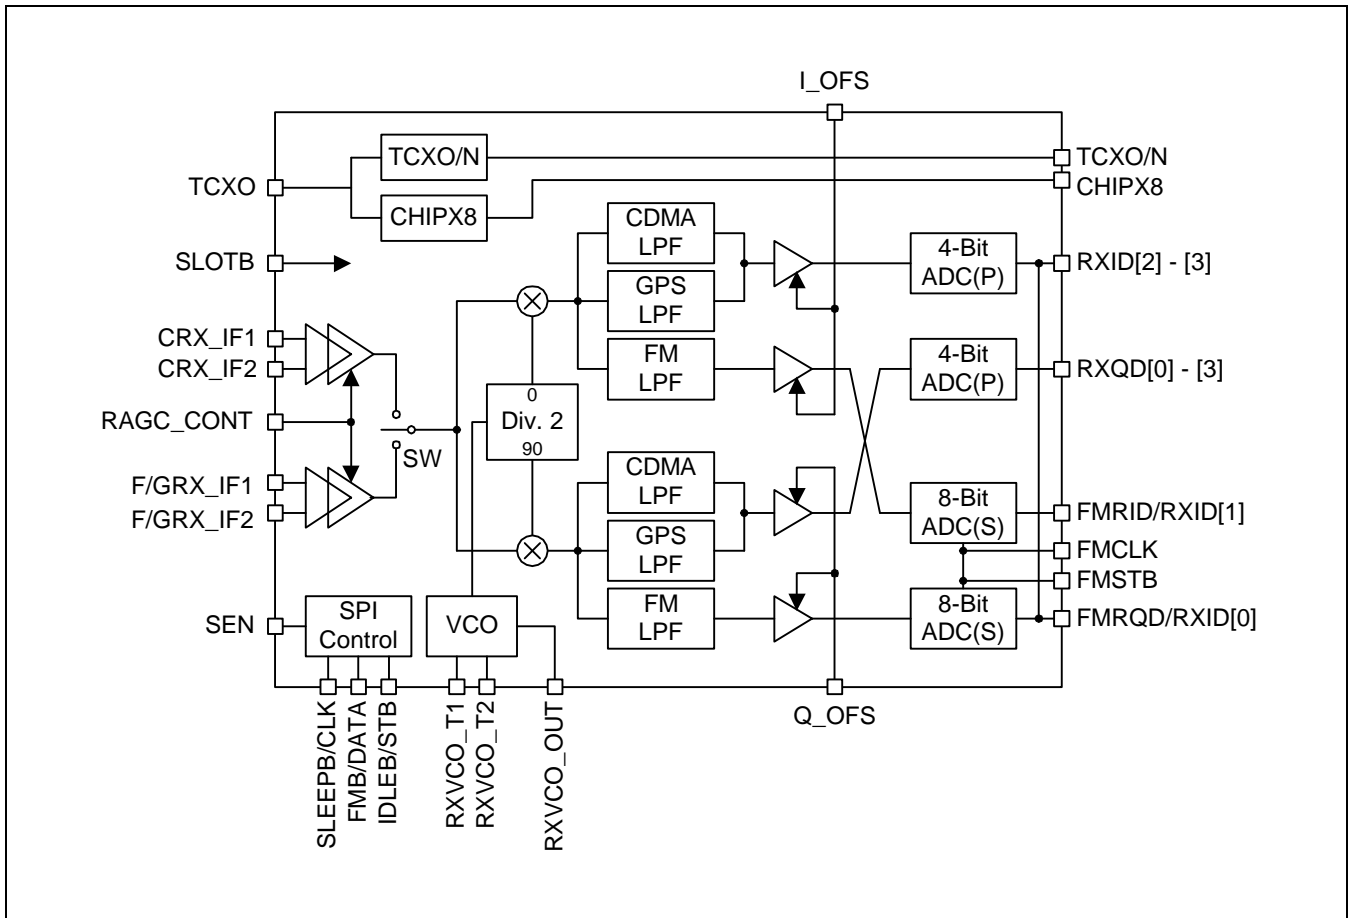 I_OFS
TCXO/N
TCXO/N
TCXO
CHIPX8
CHIPX8
CDMA
LPF
4-Bit
ADC(P)
SLOTB
RXID[2] - [3]
GPS
LPF
CRX_IF1
CRX_IF2
FM
LPF
4-Bit
ADC(P)
RXQD[0] - [3]
RAGC_CONT
0
Div. 2
90
SW
CDMA
LPF
F/GRX_IF1
F/GRX_IF2
8-Bit
ADC(S)
FMRID/RXID[1]
GPS
LPF
FMCLK
FMSTB
SEN
SPI
Control
VCO
FM
LPF
8-Bit
ADC(S)
FMRQD/RXID[0]
SLEEPB/CLK
FMB/DATA
IDLEB/STB
RXVCO_T1
RXVCO_T2
RXVCO_OUT
Q_OFS